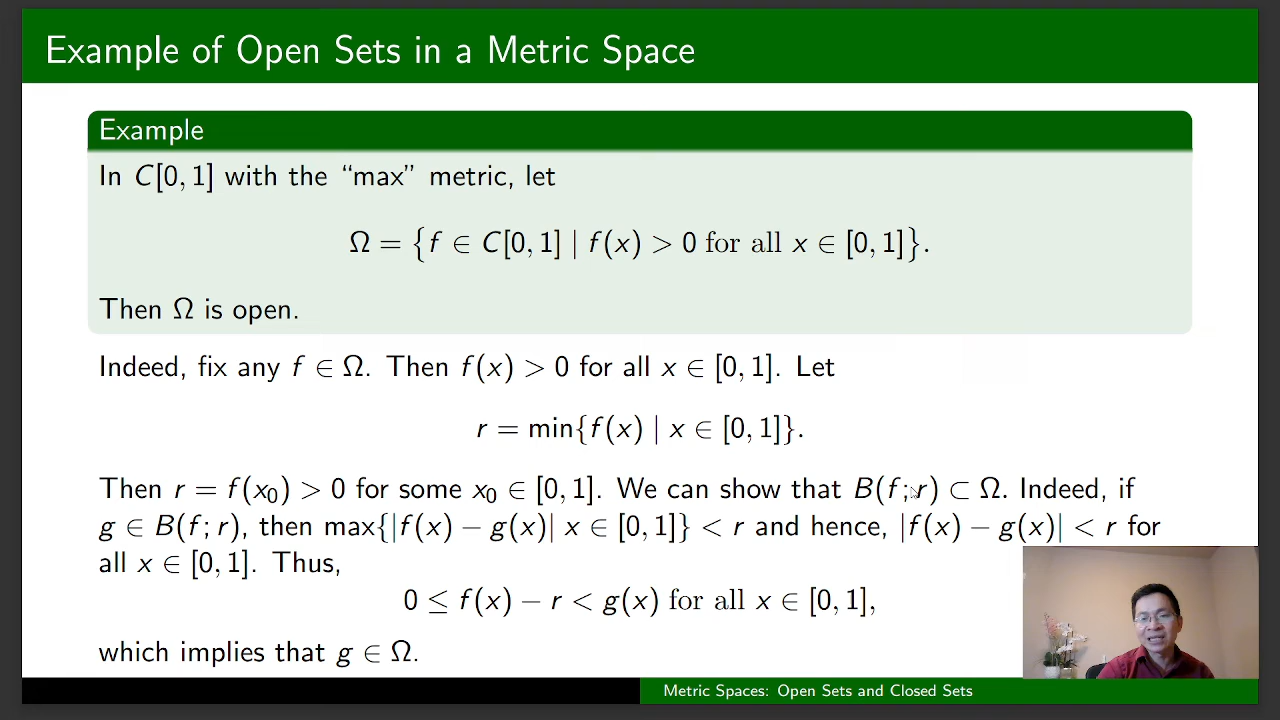 Example of Open Sets in a Metric Space
Example
In C[0, 1] with the “max” metric, let
Ω = {f ∈ C[0, 1] | f(x) > 0 for all x ∈ [0, 1]}.
Then Ω is open.
Indeed, fix any f ∈ Ω. Then f(x) > 0 for all x ∈ [0, 1]. Let
r = min{f(x) | x ∈ [0, 1]}.
Then r = f(x₀) > 0 for some x₀ ∈ [0, 1]. We can show that B(f; r) ⊂ Ω. Indeed, if
g ∈ B(f; r), then max{|f(x) − g(x)| x ∈ [0, 1]} < r and hence, |f(x) − g(x)| < r for
all x ∈ [0, 1]. Thus,
0 ≤ f(x) − r < g(x) for all x ∈ [0, 1],
which implies that g ∈ Ω.
Metric Spaces: Open Sets and Closed Sets